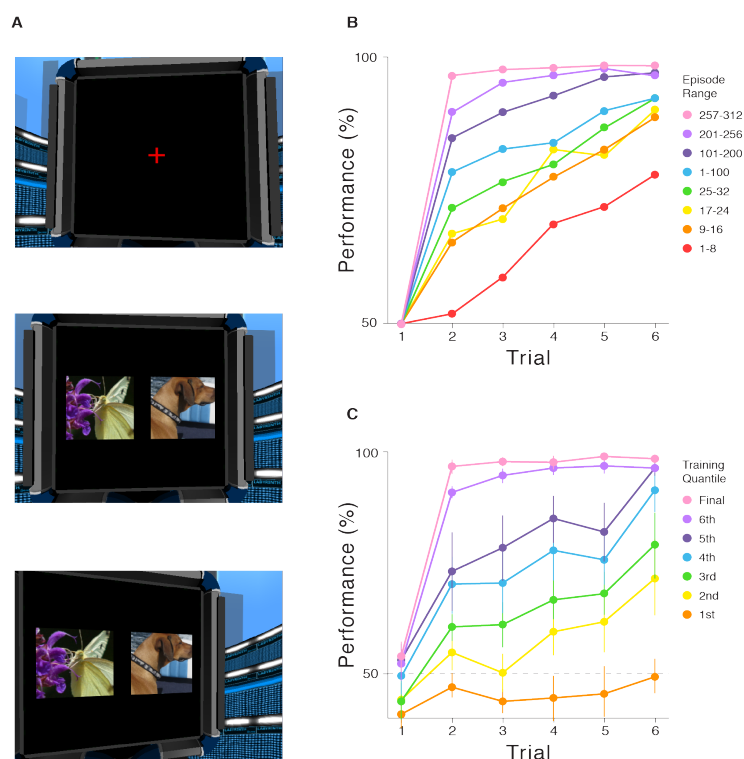 A
B
100
50
Performance (%)
1 2 3 4 5 6
Trial
Episode
Range
257-312
201-256
101-200
1-100
25-32
17-24
9-16
1-8
C
100
50
Performance (%)
1 2 3 4 5 6
Trial
Training
Quantile
Final
6th
5th
4th
3rd
2nd
1st